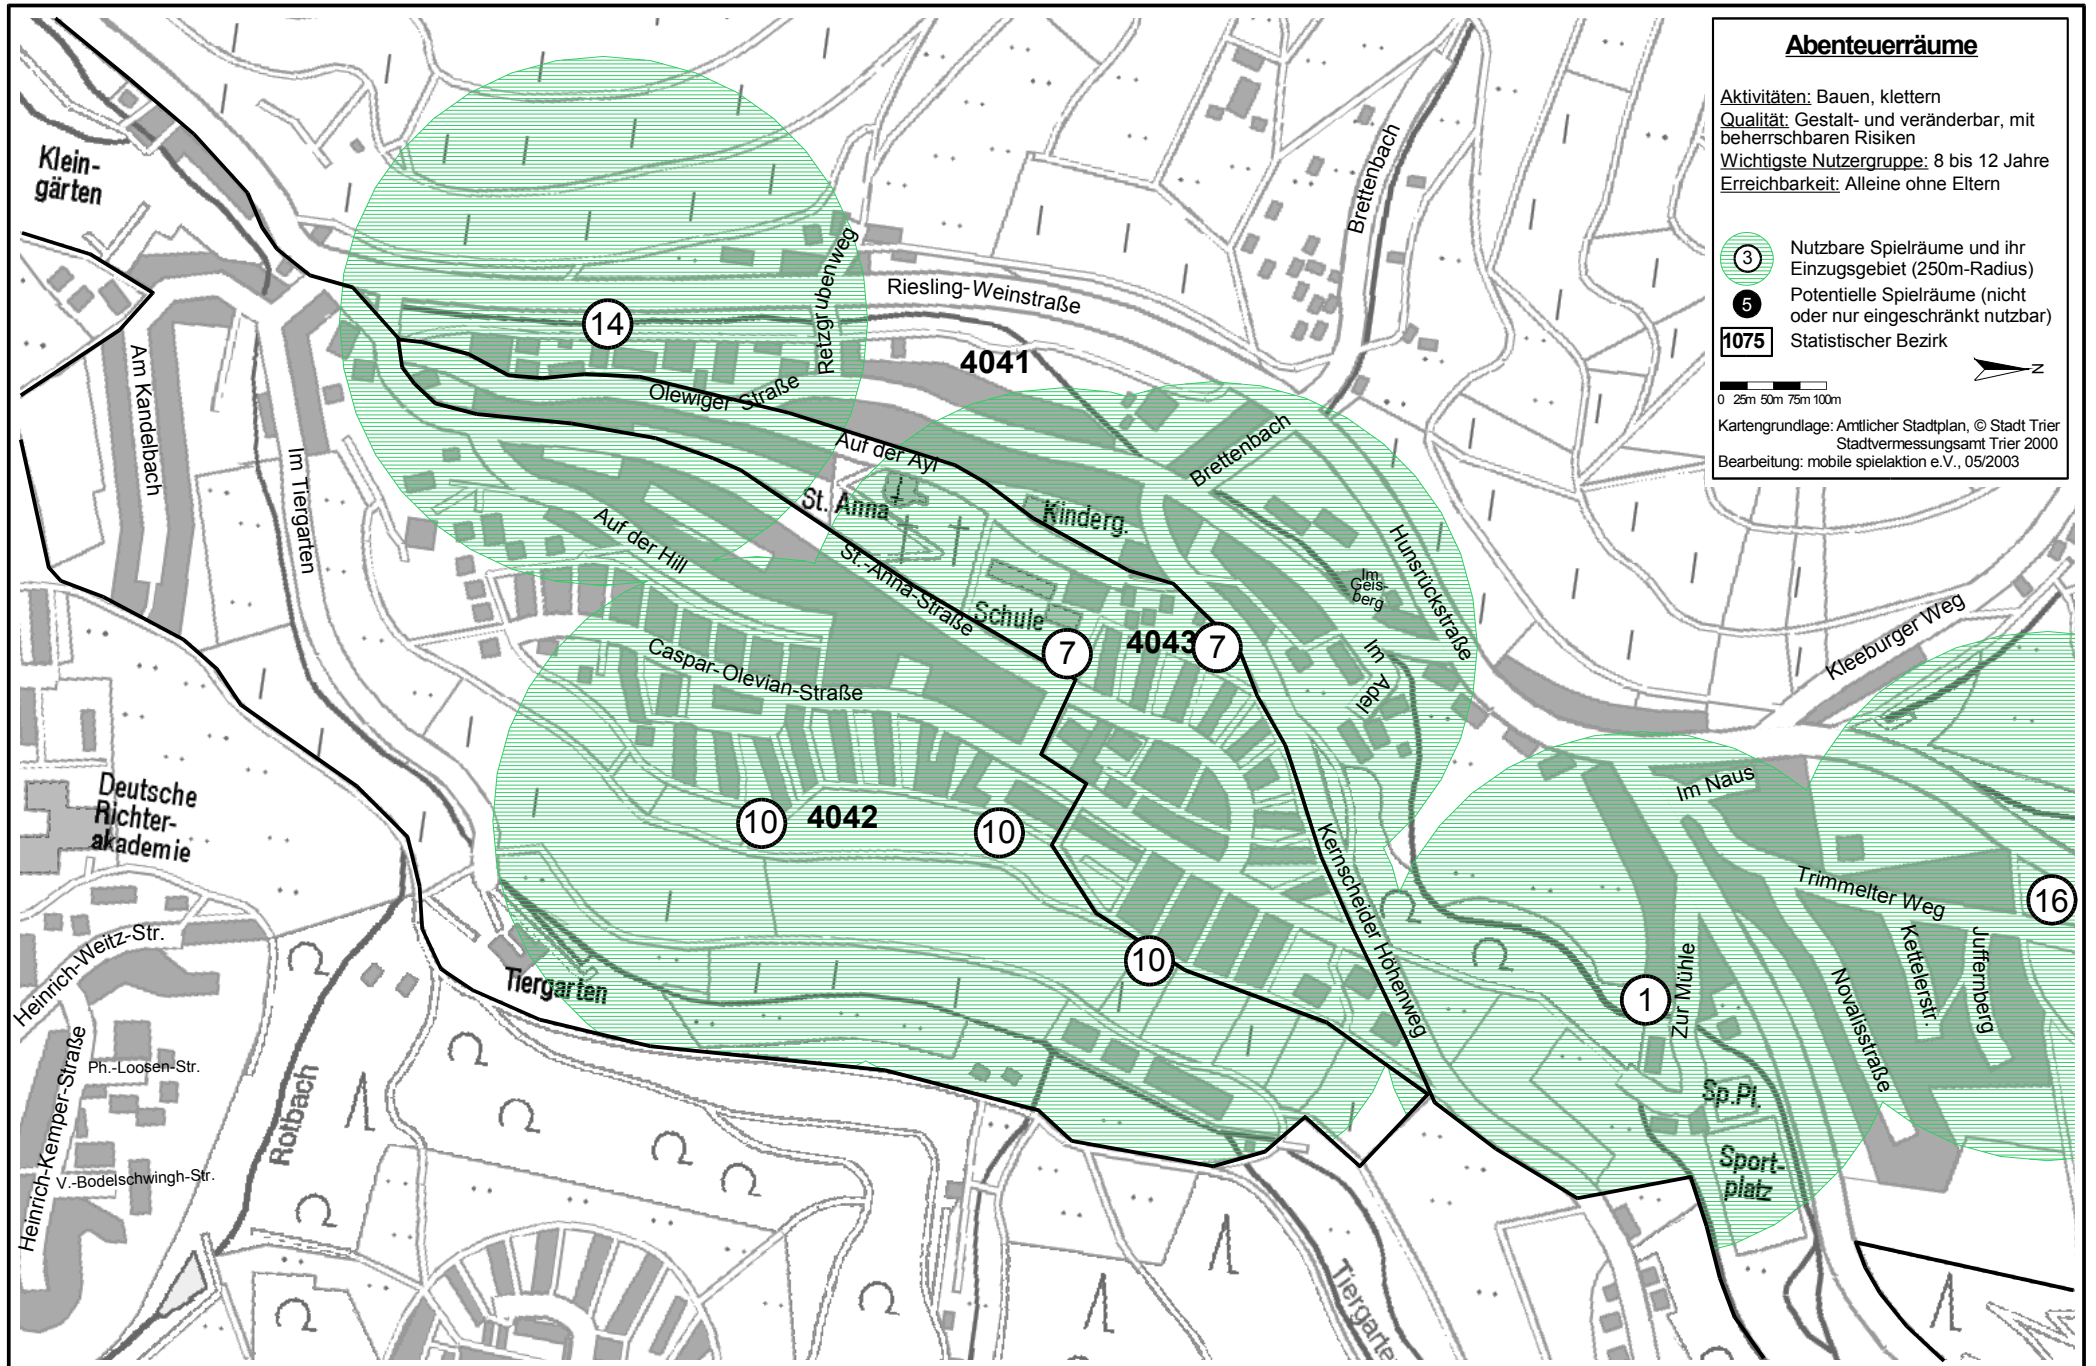 Abenteuerräume
Aktivitäten: Bauen, klettern
Qualität: Gestalt- und veränderbar, mit
beherrschbaren Risiken
Wichtigste Nutzergruppe: 8 bis 12 Jahre
Erreichbarkeit: Alleine ohne Eltern
3
Nutzbare Spielräume und ihr
Einzugsgebiet (250m-Radius)
5
Potentielle Spielräume (nicht
oder nur eingeschränkt nutzbar)
1075 Statistischer Bezirk
N
0 25m 50m 75m 100m
Kartengrundlage: Amtlicher Stadtplan, © Stadt Trier
Stadtvermessungsamt Trier 2000
Bearbeitung: mobile spielaktion e.V., 05/2003
Klein-
gärten
Brettenbach
Retzgrubenweg
Riesling-Weinstraße
14
4041
Am Kandelbach
Im Tiergarten
Olewiger Straße
Auf der Ayl
Brettenbach
St. Anna
Kinderg.
Auf der Hill
St.-Anna-Straße
Hunsrückstraße
Im
Geis-
berg
Schule
7
4043
7
Im
Adel
Kleeburger Weg
Caspar-Olevian-Straße
Deutsche
Richter-
akademie
10
4042
10
Im Naus
Kernscheider Höhenweg
Trimmelter Weg
16
Heinrich-Weitz-Str.
Tiergarten
10
1
Zur Mühle
Novalisstraße
Kettelerstr.
Juffernberg
Heinrich-Kemper-Straße
Ph.-Loosen-Str.
Rotbach
V.-Bodelschwingh-Str.
Sp.Pl.
Sport-
platz